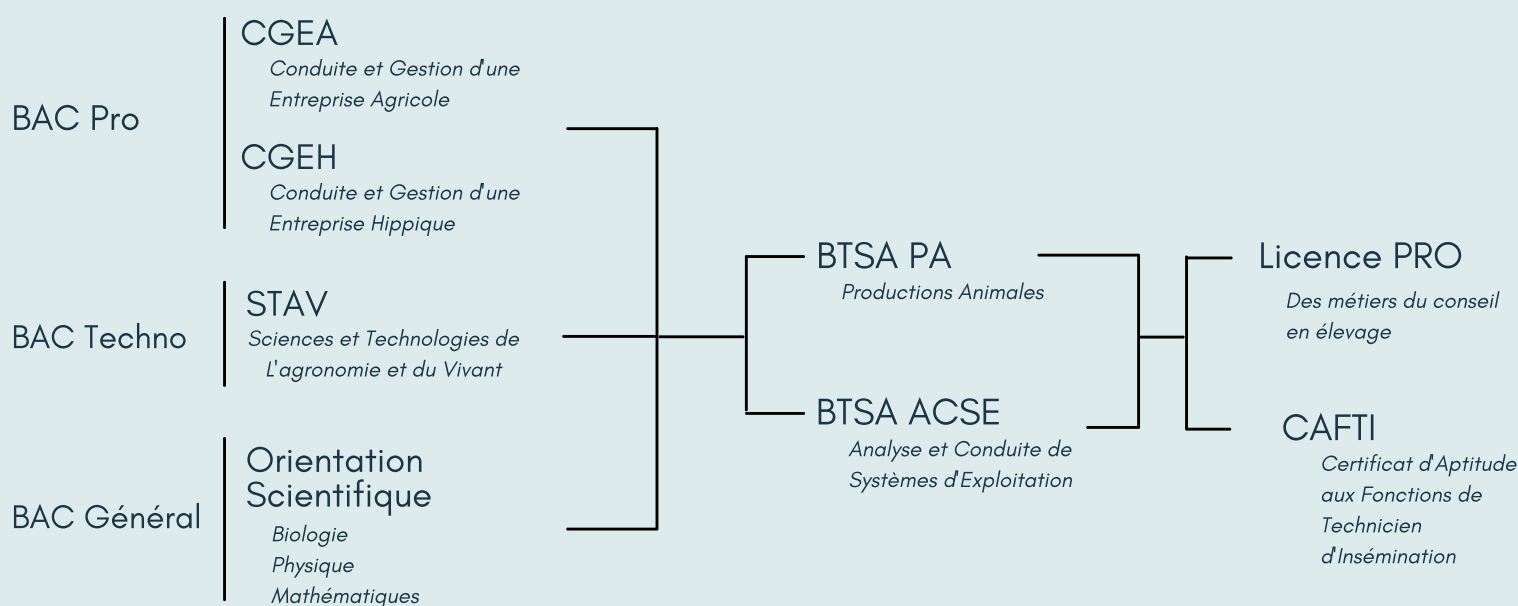 BAC Pro
CGEA
Conduite et Gestion d'une
Entreprise Agricole
CGEH
Conduite et Gestion d'une
Entreprise Hippique
BAC Techno
STAV
Sciences et Technologies de
L'agronomie et du Vivant
BAC Général
Orientation
Scientifique
Biologie
Physique
Mathématiques
BTSA PA
Productions Animales
BTSA ACSE
Analyse et Conduite de
Systèmes d'Exploitation
Licence PRO
Des métiers du conseil
en élevage
CAFTI
Certificat d'Aptitude
aux Fonctions de
Technicien
d'Insémination